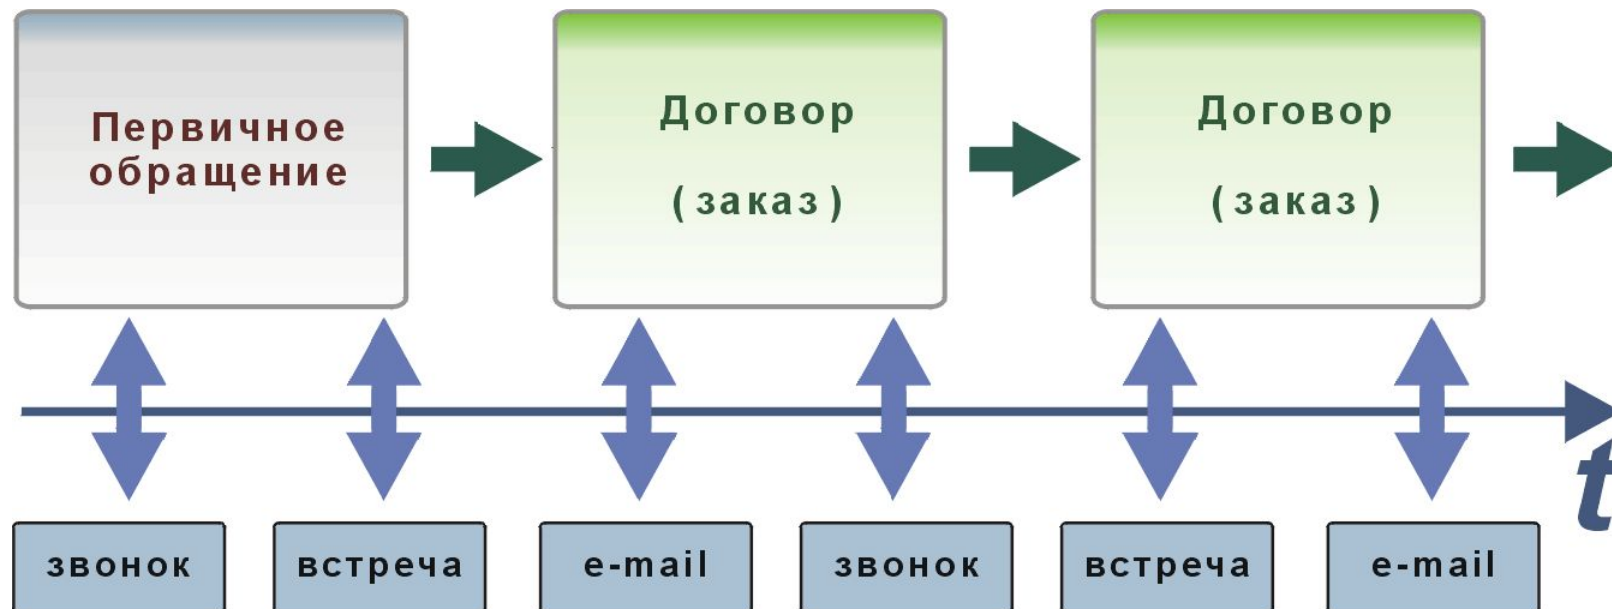 Первичное
обращение
Договор
(заказ)
Договор
(заказ)
t
звонок
встреча
e-mail
звонок
встреча
e-mail